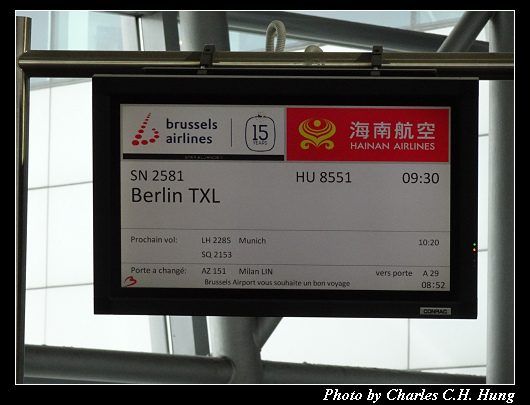 brussels airlines
15 YEARS
海南航空
HAINAN AIRLINES
STAR ALLIANCE
SN 2581 HU 8551 09:30
Berlin TXL
Prochain vol: LH 2285 Munich 10:20
SQ 2153
Porte a changé: AZ 151 Milan LIN vers porte A 29
Brussels Airport vous souhaite un bon voyage 08:52
CONRAC
Photo by Charles C.H. Hung